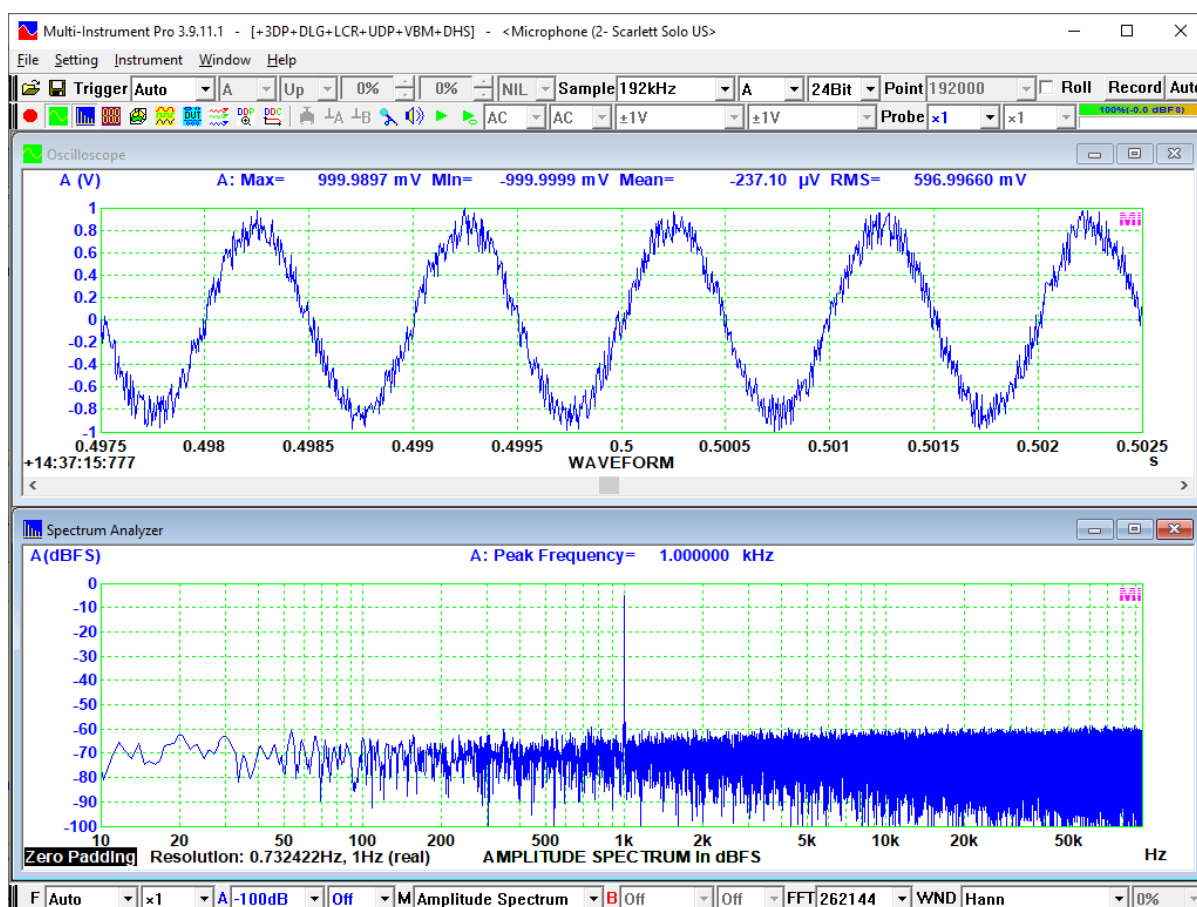 Multi-Instrument Pro 3.9.11.1 - [+3DP+DLG+LCR+UDP+VBM+DHS] - <Microphone (2- Scarlett Solo US>
File Setting Instrument Window Help
Trigger Auto A Up 0% 0% NIL Sample 192kHz A 24Bit Point 192000 Roll Record Auto
DUT DDP DDC A B AC AC ±1V ±1V Probe ×1 ×1 100%(-0.0 dBFS)
Oscilloscope
A (V) A: Max= 999.9897 mV Min= -999.9999 mV Mean= -237.10 µV RMS= 596.99660 mV
MI
1
0.8
0.6
0.4
0.2
0
-0.2
-0.4
-0.6
-0.8
-1
0.4975 0.498 0.4985 0.499 0.4995 0.5 0.5005 0.501 0.5015 0.502 0.5025
+14:37:15:777 WAVEFORM s
Spectrum Analyzer
A(dBFS) A: Peak Frequency= 1.000000 kHz
MI
0
-10
-20
-30
-40
-50
-60
-70
-80
-90
-100
10 20 50 100 200 500 1k 2k 5k 10k 20k 50k
Zero Padding Resolution: 0.732422Hz, 1Hz (real) AMPLITUDE SPECTRUM in dBFS Hz
F Auto ×1 A -100dB Off M Amplitude Spectrum B Off Off FFT 262144 WND Hann 0%